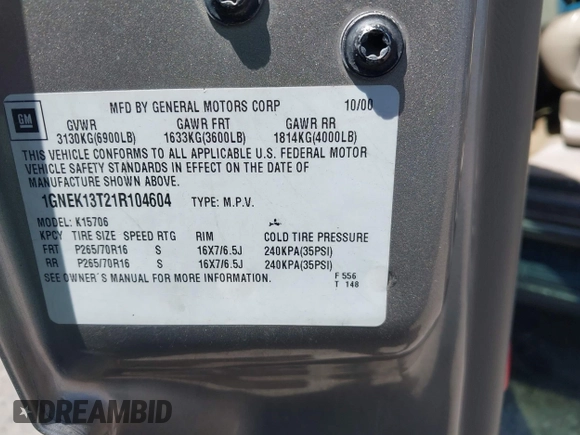 GM
MFD BY GENERAL MOTORS CORP 10/00
GVWR GAWR FRT GAWR RR
3130KG(6900LB) 1633KG(3600LB) 1814KG(4000LB)
THIS VEHICLE CONFORMS TO ALL APPLICABLE U.S. FEDERAL MOTOR
VEHICLE SAFETY STANDARDS IN EFFECT ON THE DATE OF
MANUFACTURE SHOWN ABOVE.
1GNEK13T21R104604 TYPE: M.P.V.
MODEL: K15706
KPCY TIRE SIZE SPEED RTG RIM COLD TIRE PRESSURE
FRT P265/70R16 S 16X7/6.5J 240KPA(35PSI)
RR P265/70R16 S 16X7/6.5J 240KPA(35PSI)
SEE OWNER'S MANUAL FOR MORE INFORMATION.
F 556
T 148
DREAMBID